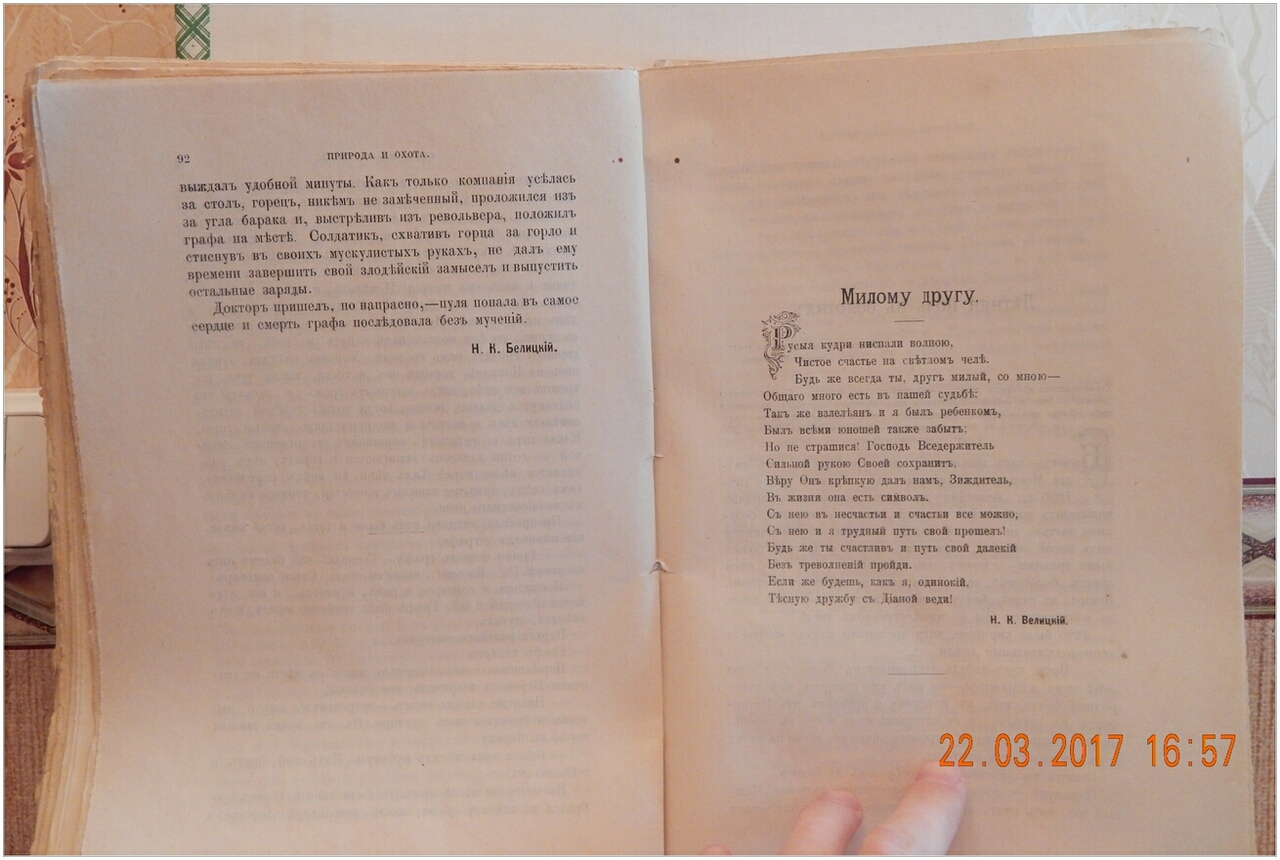 92
ПРИРОДА И ОХОТА.
выждалъ удобной минуты. Какъ только компанія усѣлась
за столъ, горецъ, никѣмъ не замѣченный, проложился изъ
за угла барака и, выстрѣливъ изъ револьвера, положилъ
графа на мѣстѣ. Солдатикъ, схвативъ горца за горло и
стиснувъ въ своихъ мускулистыхъ рукахъ, не далъ ему
времени завершить свой злодѣйскій замыселъ и выпустить
остальные заряды.
Докторъ пришелъ, но напрасно,—пуля попала въ самое
сердце и смерть графа послѣдовала безъ мученій.
Н. К. Белицкій.
Милому другу.
Русыя кудри ниспали волною,
Чистое счастье на свѣтломъ челѣ.
Будь же всегда ты, другъ милый, со мною—
Общаго много есть въ нашей судьбѣ:
Такъ же взлелѣянъ и я былъ ребенкомъ,
Былъ всѣми юношей также забытъ;
Но не страшися! Господь Вседержитель
Сильной рукою Своей сохранитъ,
Вѣру Онъ крѣпкую далъ намъ, Зиждитель,
Въ жизни она есть символъ.
Съ нею въ несчастьи и счастьи все можно,
Съ нею и я трудный путь свой прошелъ!
Будь же ты счастливъ и путь свой далекій
Безъ треволненій пройди.
Если же будешь, какъ я, одинокій,
Тѣсную дружбу съ Діаной веди!
Н. К. Велицкій.
22.03.2017 16:57